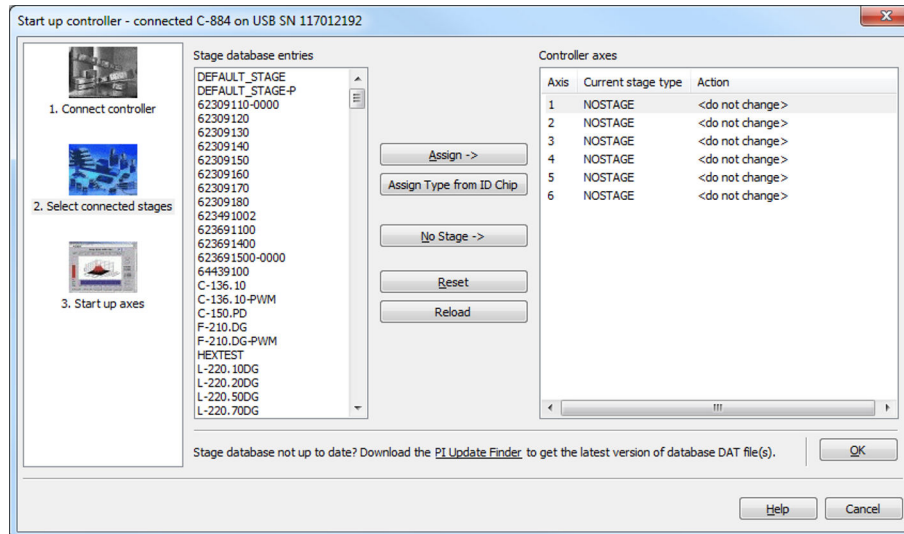 Start up controller - connected C-884 on USB SN 117012192
1. Connect controller
2. Select connected stages
3. Start up axes
Stage database entries
DEFAULT_STAGE
DEFAULT_STAGE-P
62309110-0000
62309120
62309130
62309140
62309150
62309160
62309170
62309180
623491002
623691100
623691400
623691500-0000
64439100
C-136.10
C-136.10-PWM
C-150.PD
F-210.DG
F-210.DG-PWM
HEXTEST
L-220.10DG
L-220.20DG
L-220.50DG
L-220.70DG
Assign ->
Assign Type from ID Chip
No Stage ->
Reset
Reload
Controller axes
Axis Current stage type Action
1 NOSTAGE <do not change>
2 NOSTAGE <do not change>
3 NOSTAGE <do not change>
4 NOSTAGE <do not change>
5 NOSTAGE <do not change>
6 NOSTAGE <do not change>
Stage database not up to date? Download the PI Update Finder to get the latest version of database DAT file(s).
OK
Help Cancel